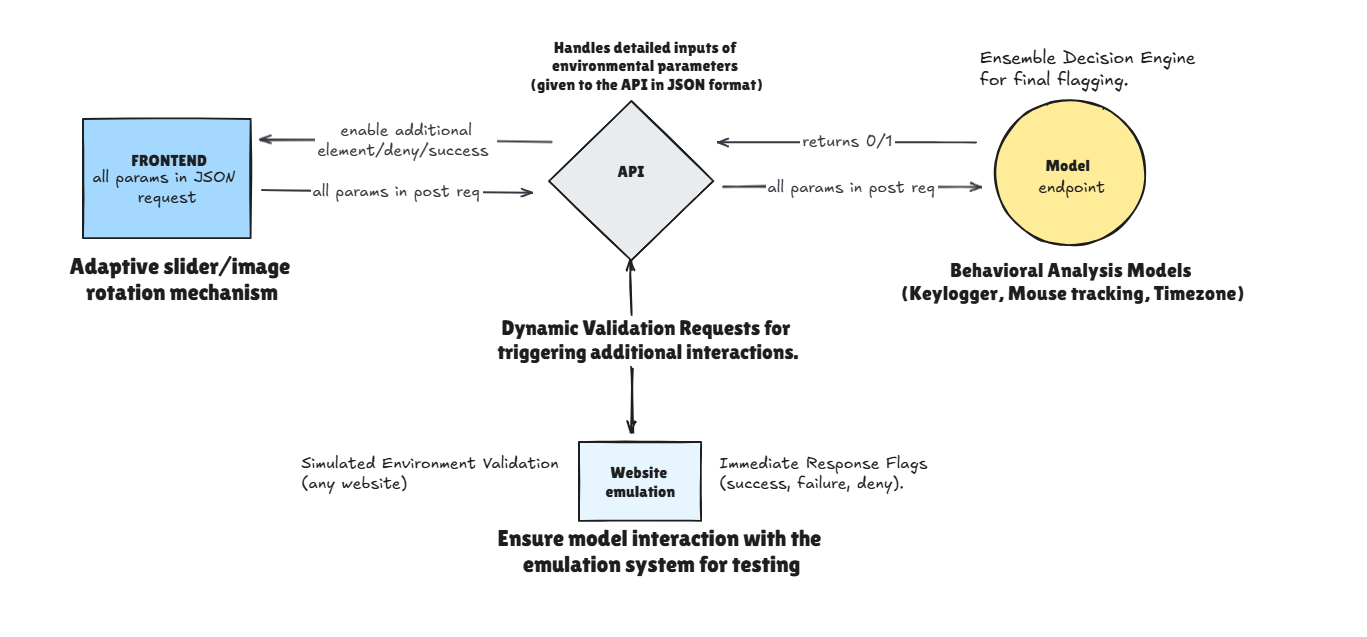 Handles detailed inputs of
environmental parameters
(given to the API in JSON format)
Ensemble Decision Engine
for final flagging.
FRONTEND
all params in JSON
request
enable additional
element/deny/success
all params in post req
API
returns 0/1
all params in post req
Model
endpoint
Adaptive slider/image
rotation mechanism
Behavioral Analysis Models
(Keylogger, Mouse tracking, Timezone)
Dynamic Validation Requests for
triggering additional interactions.
Simulated Environment Validation
(any website)
Website
emulation
Immediate Response Flags
(success, failure, deny).
Ensure model interaction with the
emulation system for testing